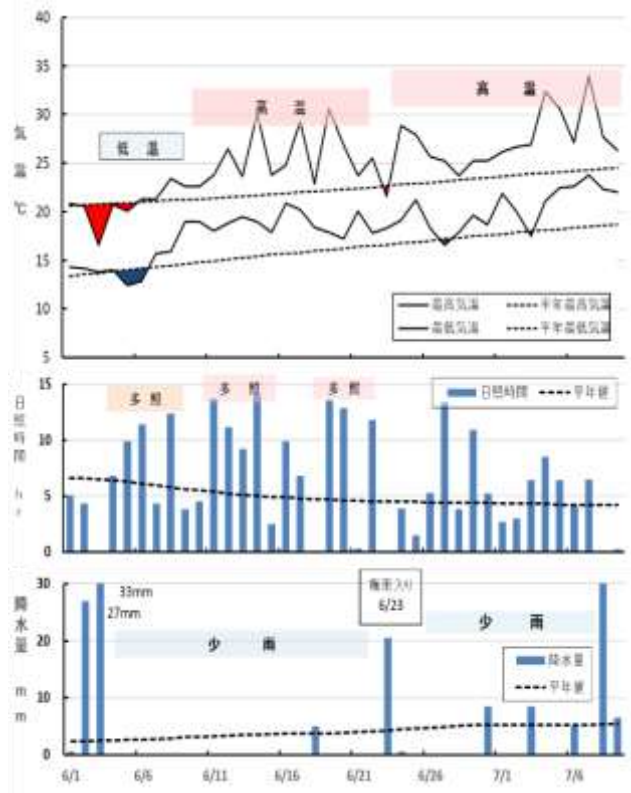 40
35
30
25
20
15
10
5
気温 ℃
高 温
高 温
低 温
最高気温
平年最高気温
最低気温
平年最低気温
15
10
5
0
日照時間 hr
多 照
多 照
多 照
日照時間
平年値
30
20
10
0
降水量 mm
33mm
27mm
少 雨
梅雨入り
6/23
少 雨
降水量
平年値
6/1
6/6
6/11
6/16
6/21
6/26
7/1
7/6